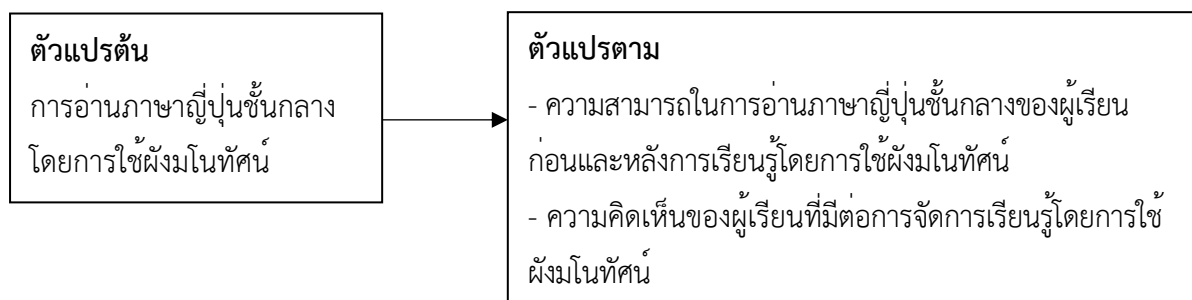 ตัวแปรต้น
การอ่านภาษาญี่ปุ่นชั้นกลาง
โดยการใช้ผังมโนทัศน์
ตัวแปรตาม
- ความสามารถในการอ่านภาษาญี่ปุ่นชั้นกลางของผู้เรียน
ก่อนและหลังการเรียนรู้โดยการใช้ผังมโนทัศน์
- ความคิดเห็นของผู้เรียนที่มีต่อการจัดการเรียนรู้โดยการใช้
ผังมโนทัศน์